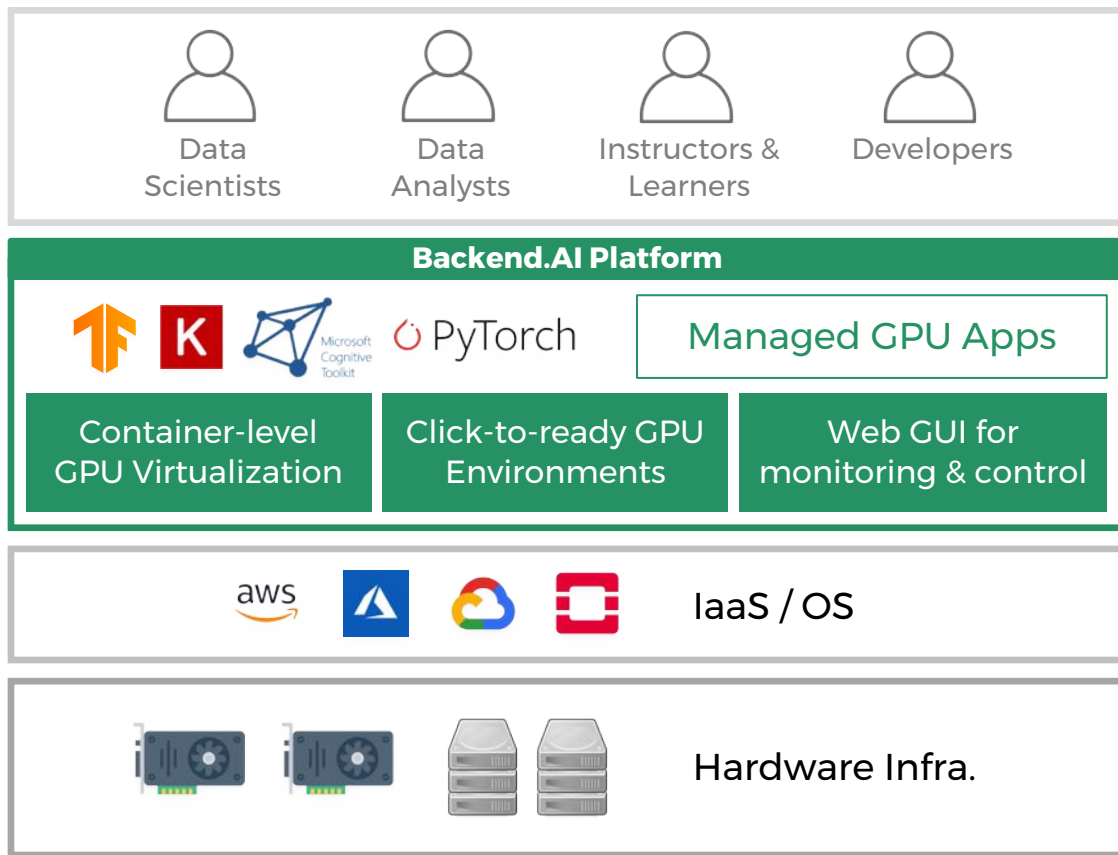 Data
Scientists
Data
Analysts
Instructors &
Learners
Developers
Backend.AI Platform
TF
K
Microsoft
Cognitive
Toolkit
PyTorch
Managed GPU Apps
Container-level
GPU Virtualization
Click-to-ready GPU
Environments
Web GUI for
monitoring & control
aws
IaaS / OS
Hardware Infra.